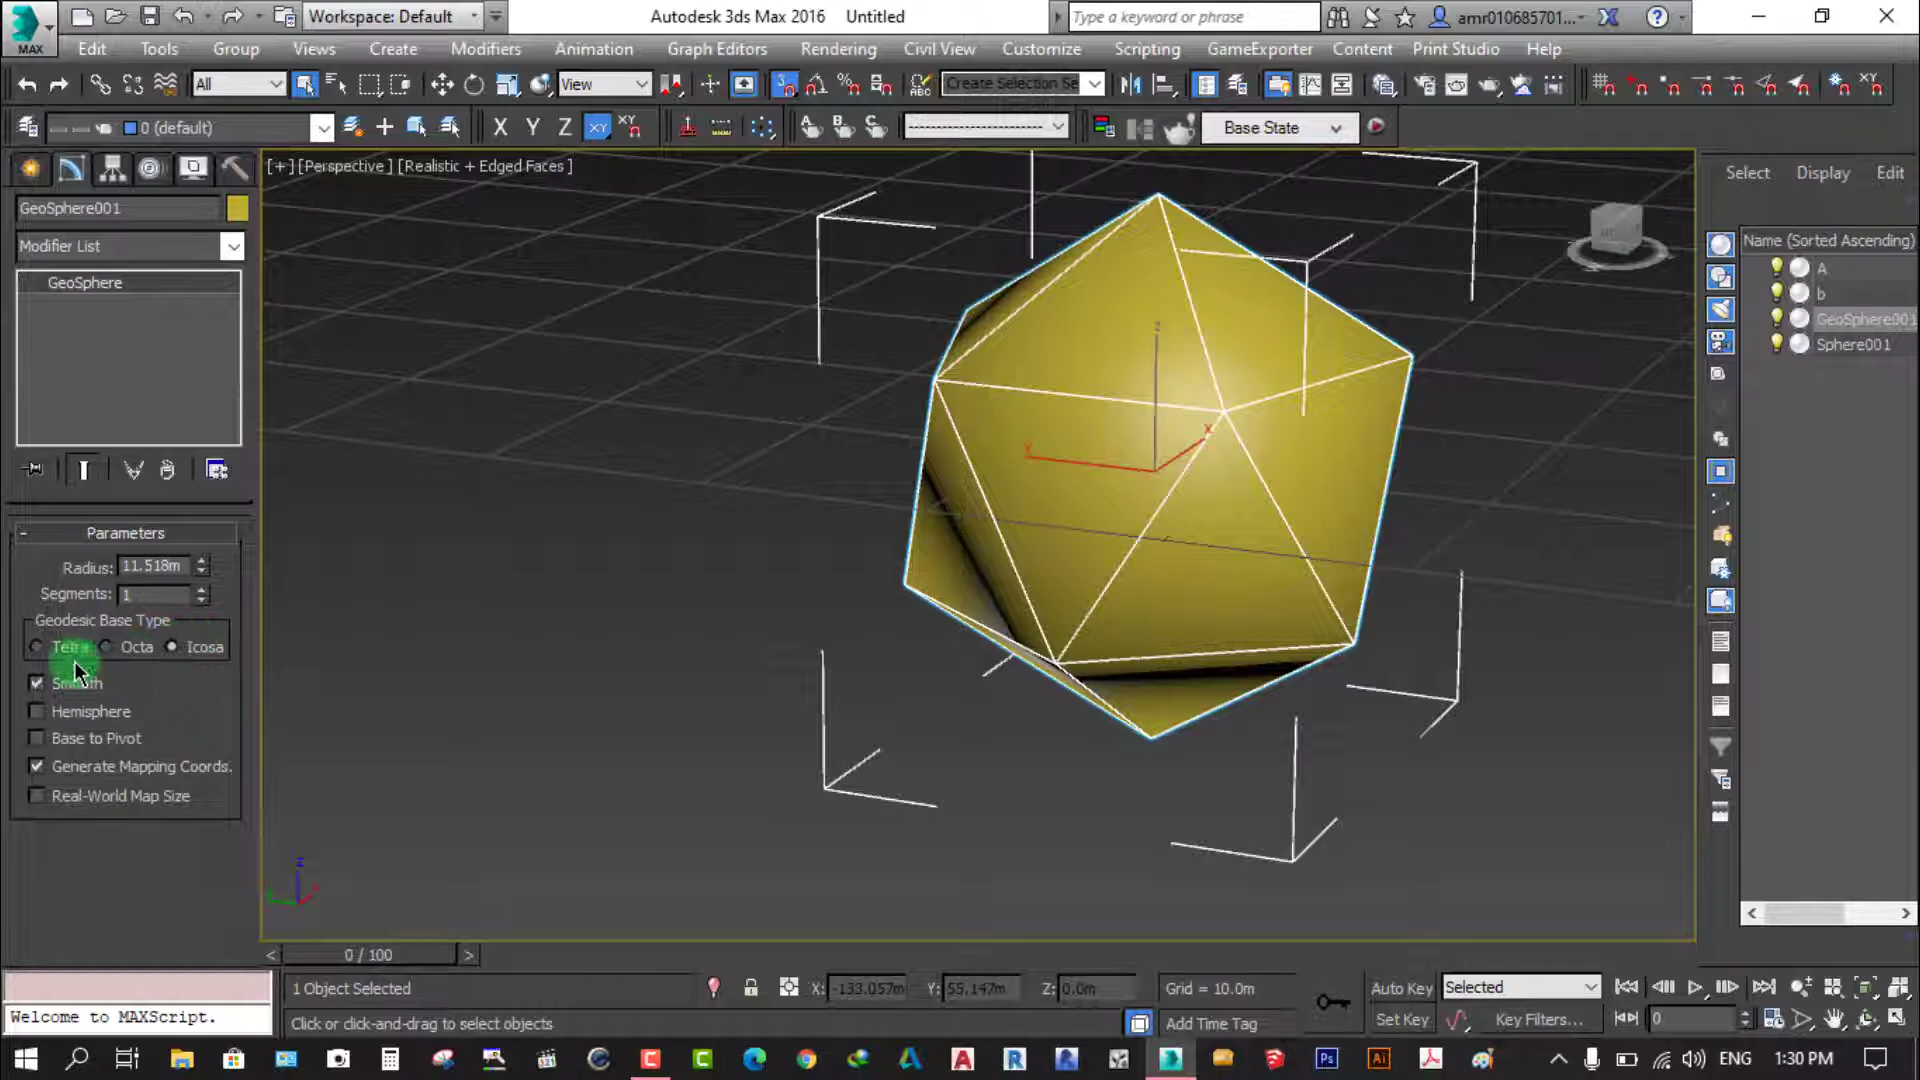 Workspace: Default
Autodesk 3ds Max 2016 Untitled
Type a keyword or phrase
amr010685701...
MAX
Edit Tools Group Views Create Modifiers Animation Graph Editors Rendering Civil View Customize Scripting GameExporter Content Print Studio Help
All
View
3
ABC
Create Selection Se
XY
0 (default)
X Y Z XY XY
A B C
Base State
[+] [Perspective ] [Realistic + Edged Faces ]
Select Display Edit
GeoSphere001
Modifier List
GeoSphere
Name (Sorted Ascending)
A
b
GeoSphere001
Sphere001
Parameters
Radius: 11.518m
Segments: 1
Geodesic Base Type
Tetra Octa Icosa
Smooth
Hemisphere
Base to Pivot
Generate Mapping Coords.
Real-World Map Size
0 / 100
1 Object Selected
X: -133.057m Y: 55.147m Z: 0.0m
Grid = 10.0m
Auto Key Selected
Welcome to MAXScript.
Click or click-and-drag to select objects
Add Time Tag
Set Key Key Filters...
0
ENG 1:30 PM